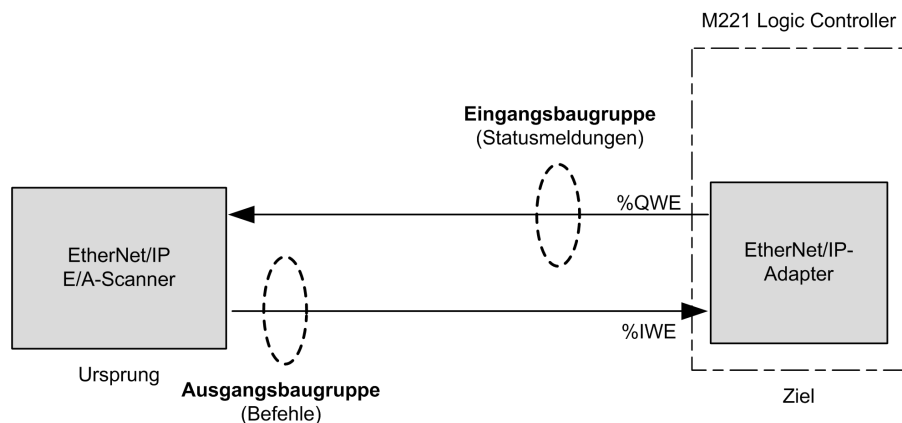 M221 Logic Controller
Eingangsbaugruppe
(Statusmeldungen)
%QWE
EtherNet/IP
E/A-Scanner
EtherNet/IP-
Adapter
%IWE
Ursprung
Ausgangsbaugruppe
(Befehle)
Ziel